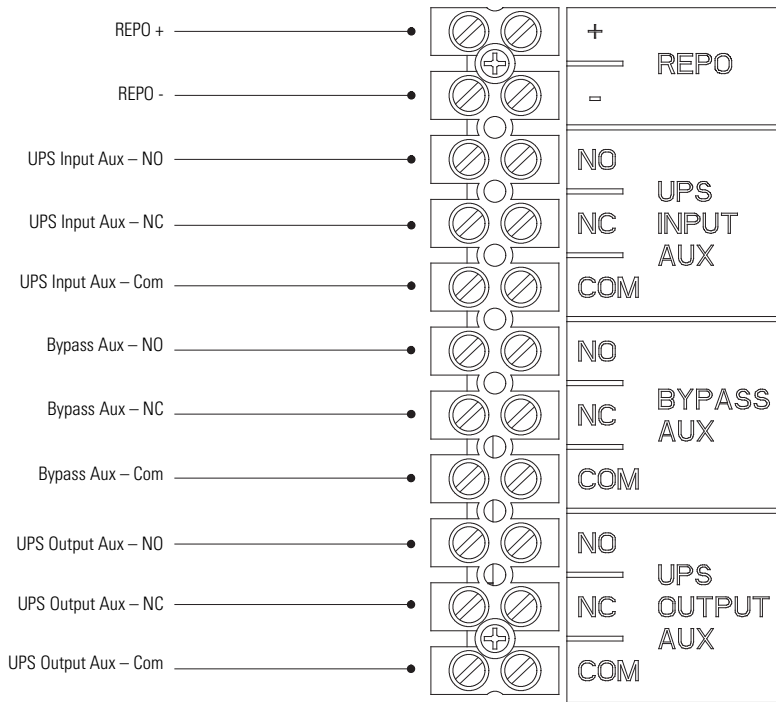 REPO +
REPO -
UPS Input Aux – NO
UPS Input Aux – NC
UPS Input Aux – Com
Bypass Aux – NO
Bypass Aux – NC
Bypass Aux – Com
UPS Output Aux – NO
UPS Output Aux – NC
UPS Output Aux – Com
+
-
REPO
NO
NC
COM
UPS
INPUT
AUX
NO
NC
COM
BYPASS
AUX
NO
NC
COM
UPS
OUTPUT
AUX